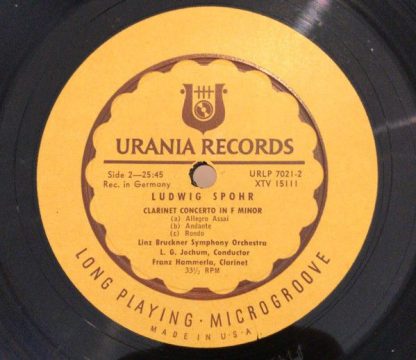 URANIA RECORDS
Side 2—25:45
URLP 7021-2
Rec. in Germany
XTV 15111
LUDWIG SPOHR
CLARINET CONCERTO IN F MINOR
(a) Allegro Assai
(b) Andante
(c) Rondo
Linz Bruckner Symphony Orchestra
L. G. Jochum, Conductor
Franz Hammerla, Clarinet
33⅓ RPM
LONG PLAYING · MICROGROOVE
MADE IN U.S.A